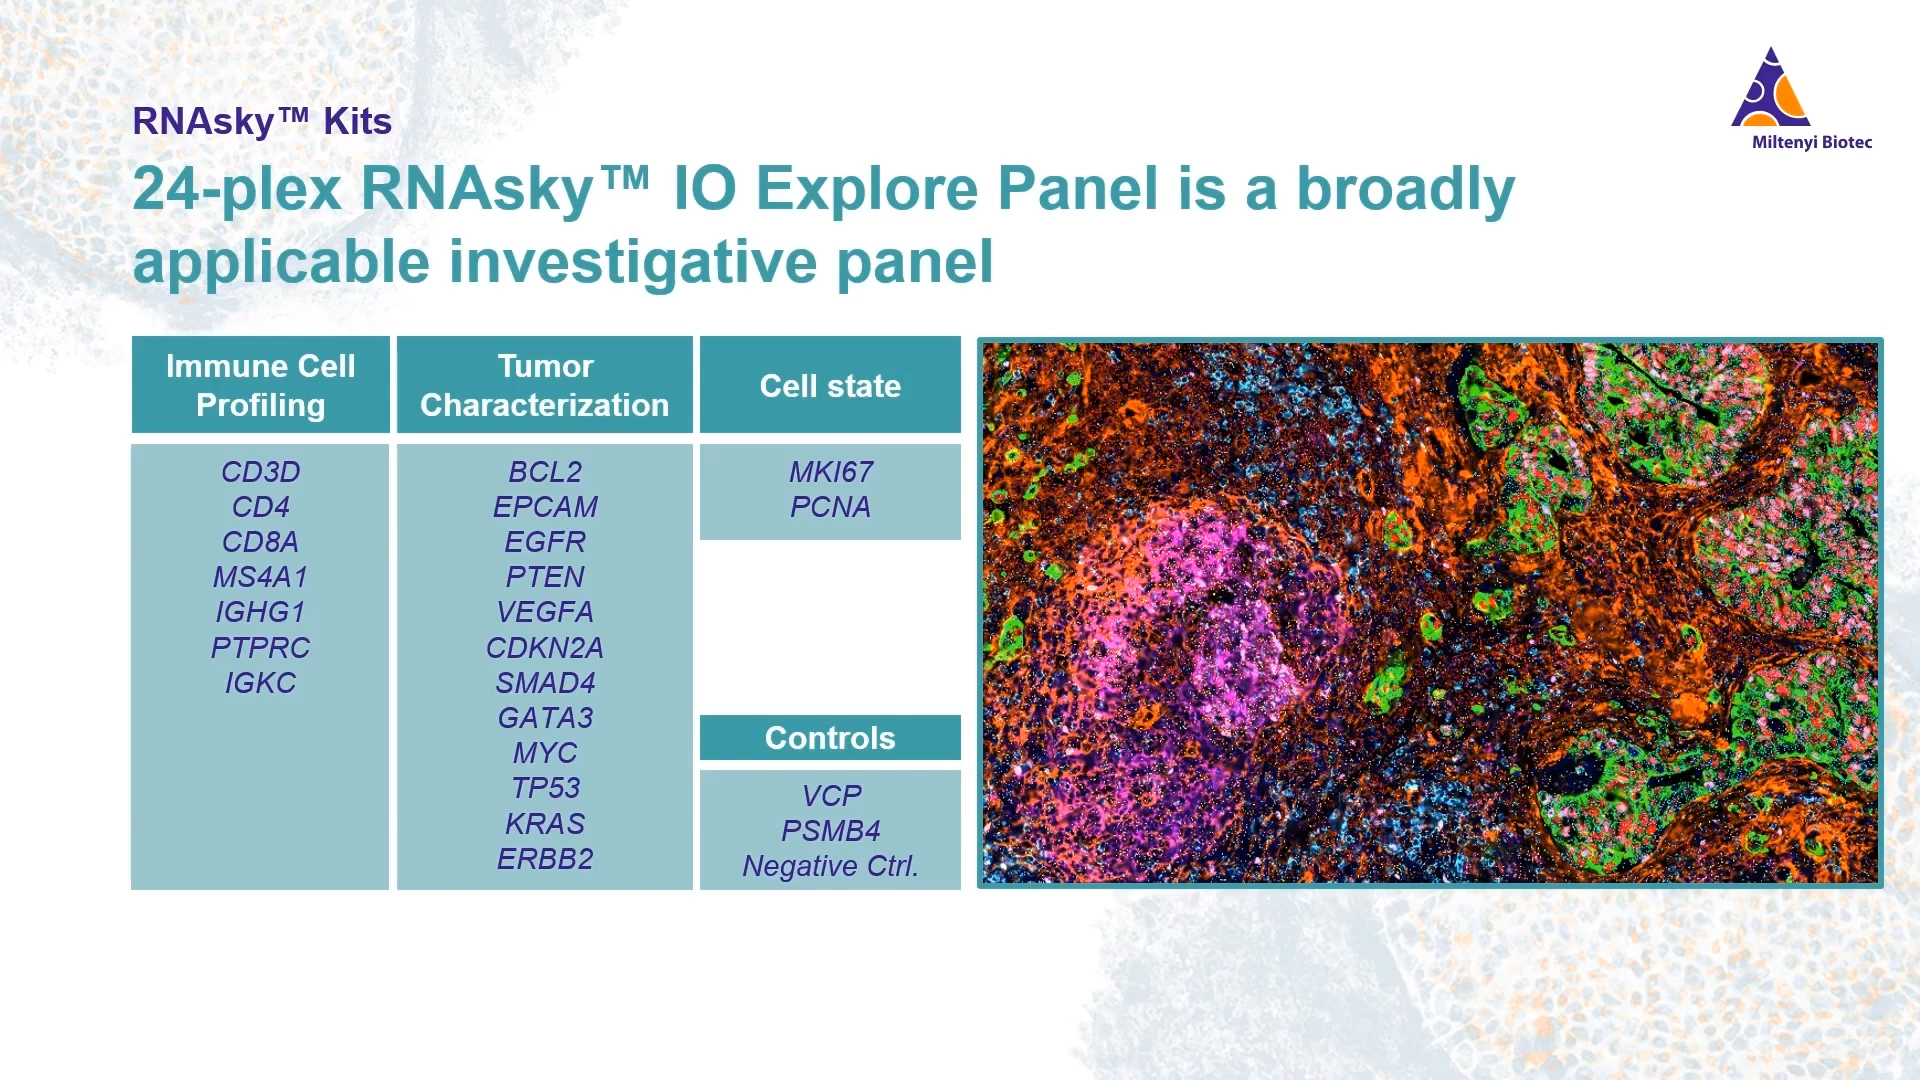 RNAsky™ Kits
24-plex RNAsky™ IO Explore Panel is a broadly
applicable investigative panel
Miltenyi Biotec
Immune Cell
Profiling
CD3D
CD4
CD8A
MS4A1
IGHG1
PTPRC
IGKC
Tumor
Characterization
BCL2
EPCAM
EGFR
PTEN
VEGFA
CDKN2A
SMAD4
GATA3
MYC
TP53
KRAS
ERBB2
Cell state
MKI67
PCNA
Controls
VCP
PSMB4
Negative Ctrl.